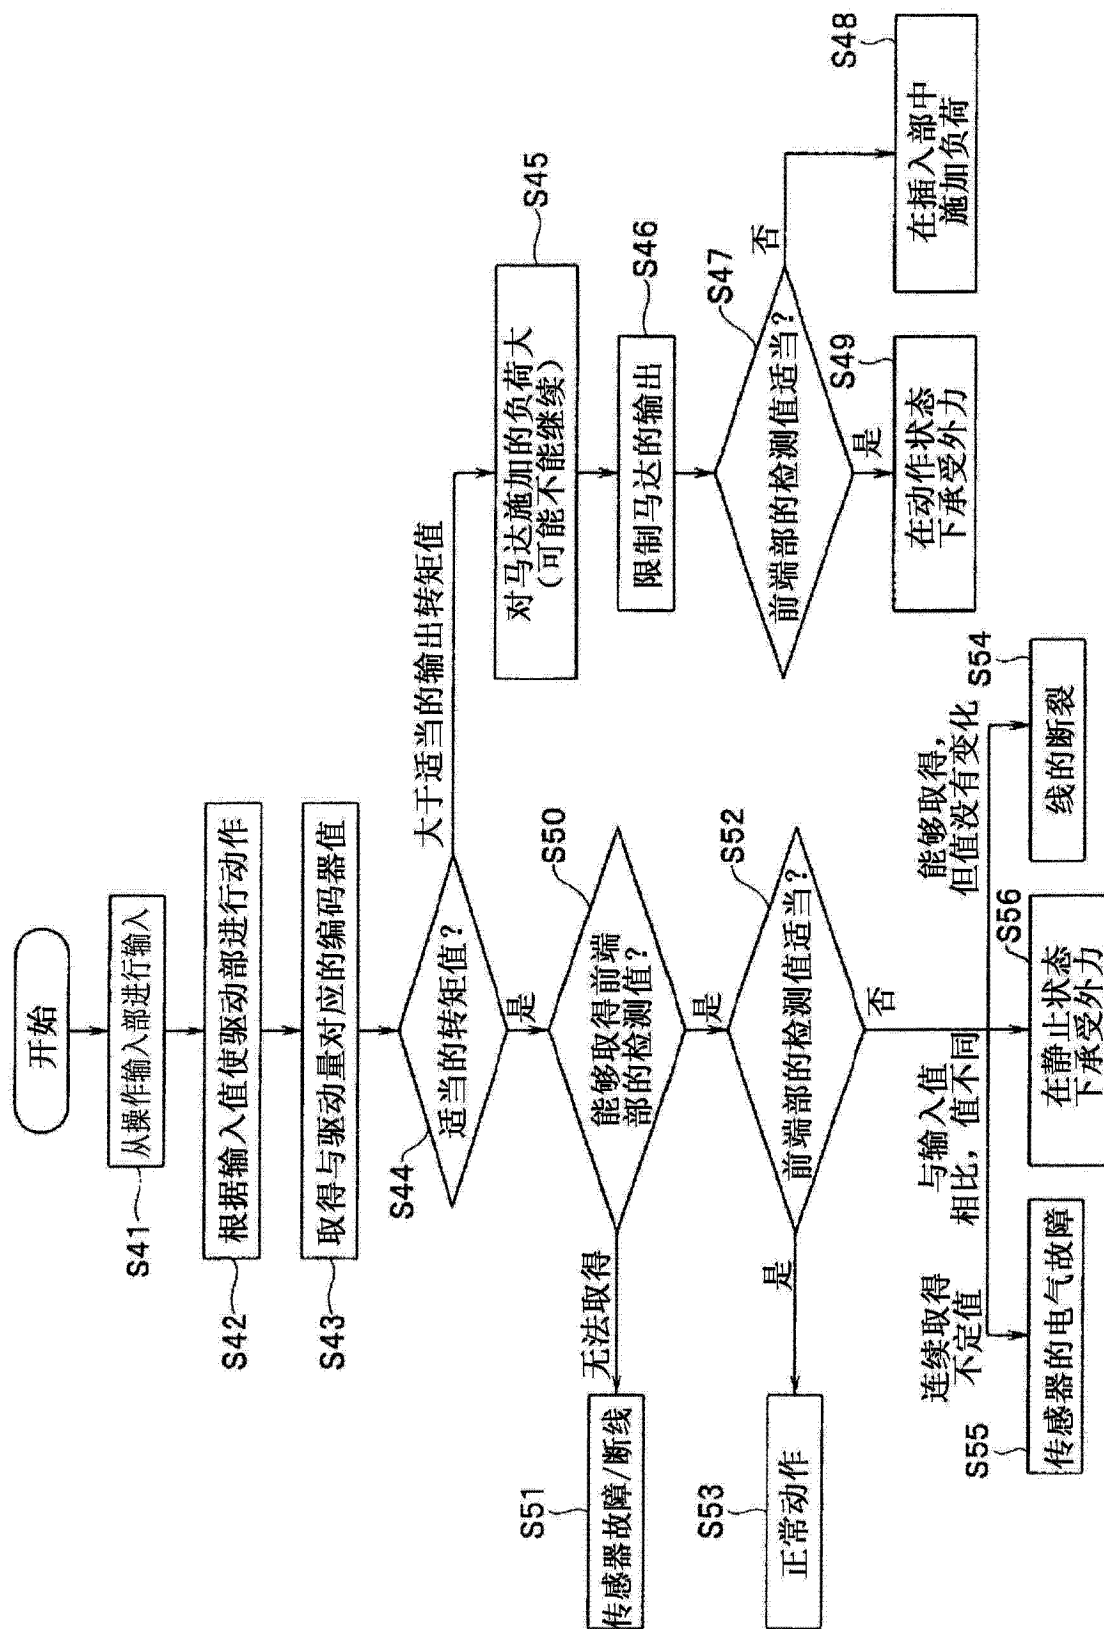 开始
从操作输入部进行输入
S41
根据输入值使驱动部进行动作
S42
取得与驱动量对应的编码器值
S43
适当的转矩值？
S44
大于适当的输出转矩值
是
对马达施加的负荷大
（可能不能继续）
S45
限制马达的输出
S46
前端部的检测值适当？
S47
否
是
在插入部中
施加负荷
S48
在动作状态
下承受外力
S49
能够取得前端
部的检测值？
S50
无法取得
是
传感器故障/断线
S51
前端部的检测值适当？
S52
是
否
正常动作
S53
连续取得
不定值
与输入值
相比，值不同
能够取得，
但值没有变化
线的断裂
S54
传感器的电气故障
S55
在静止状态
下承受外力
S56